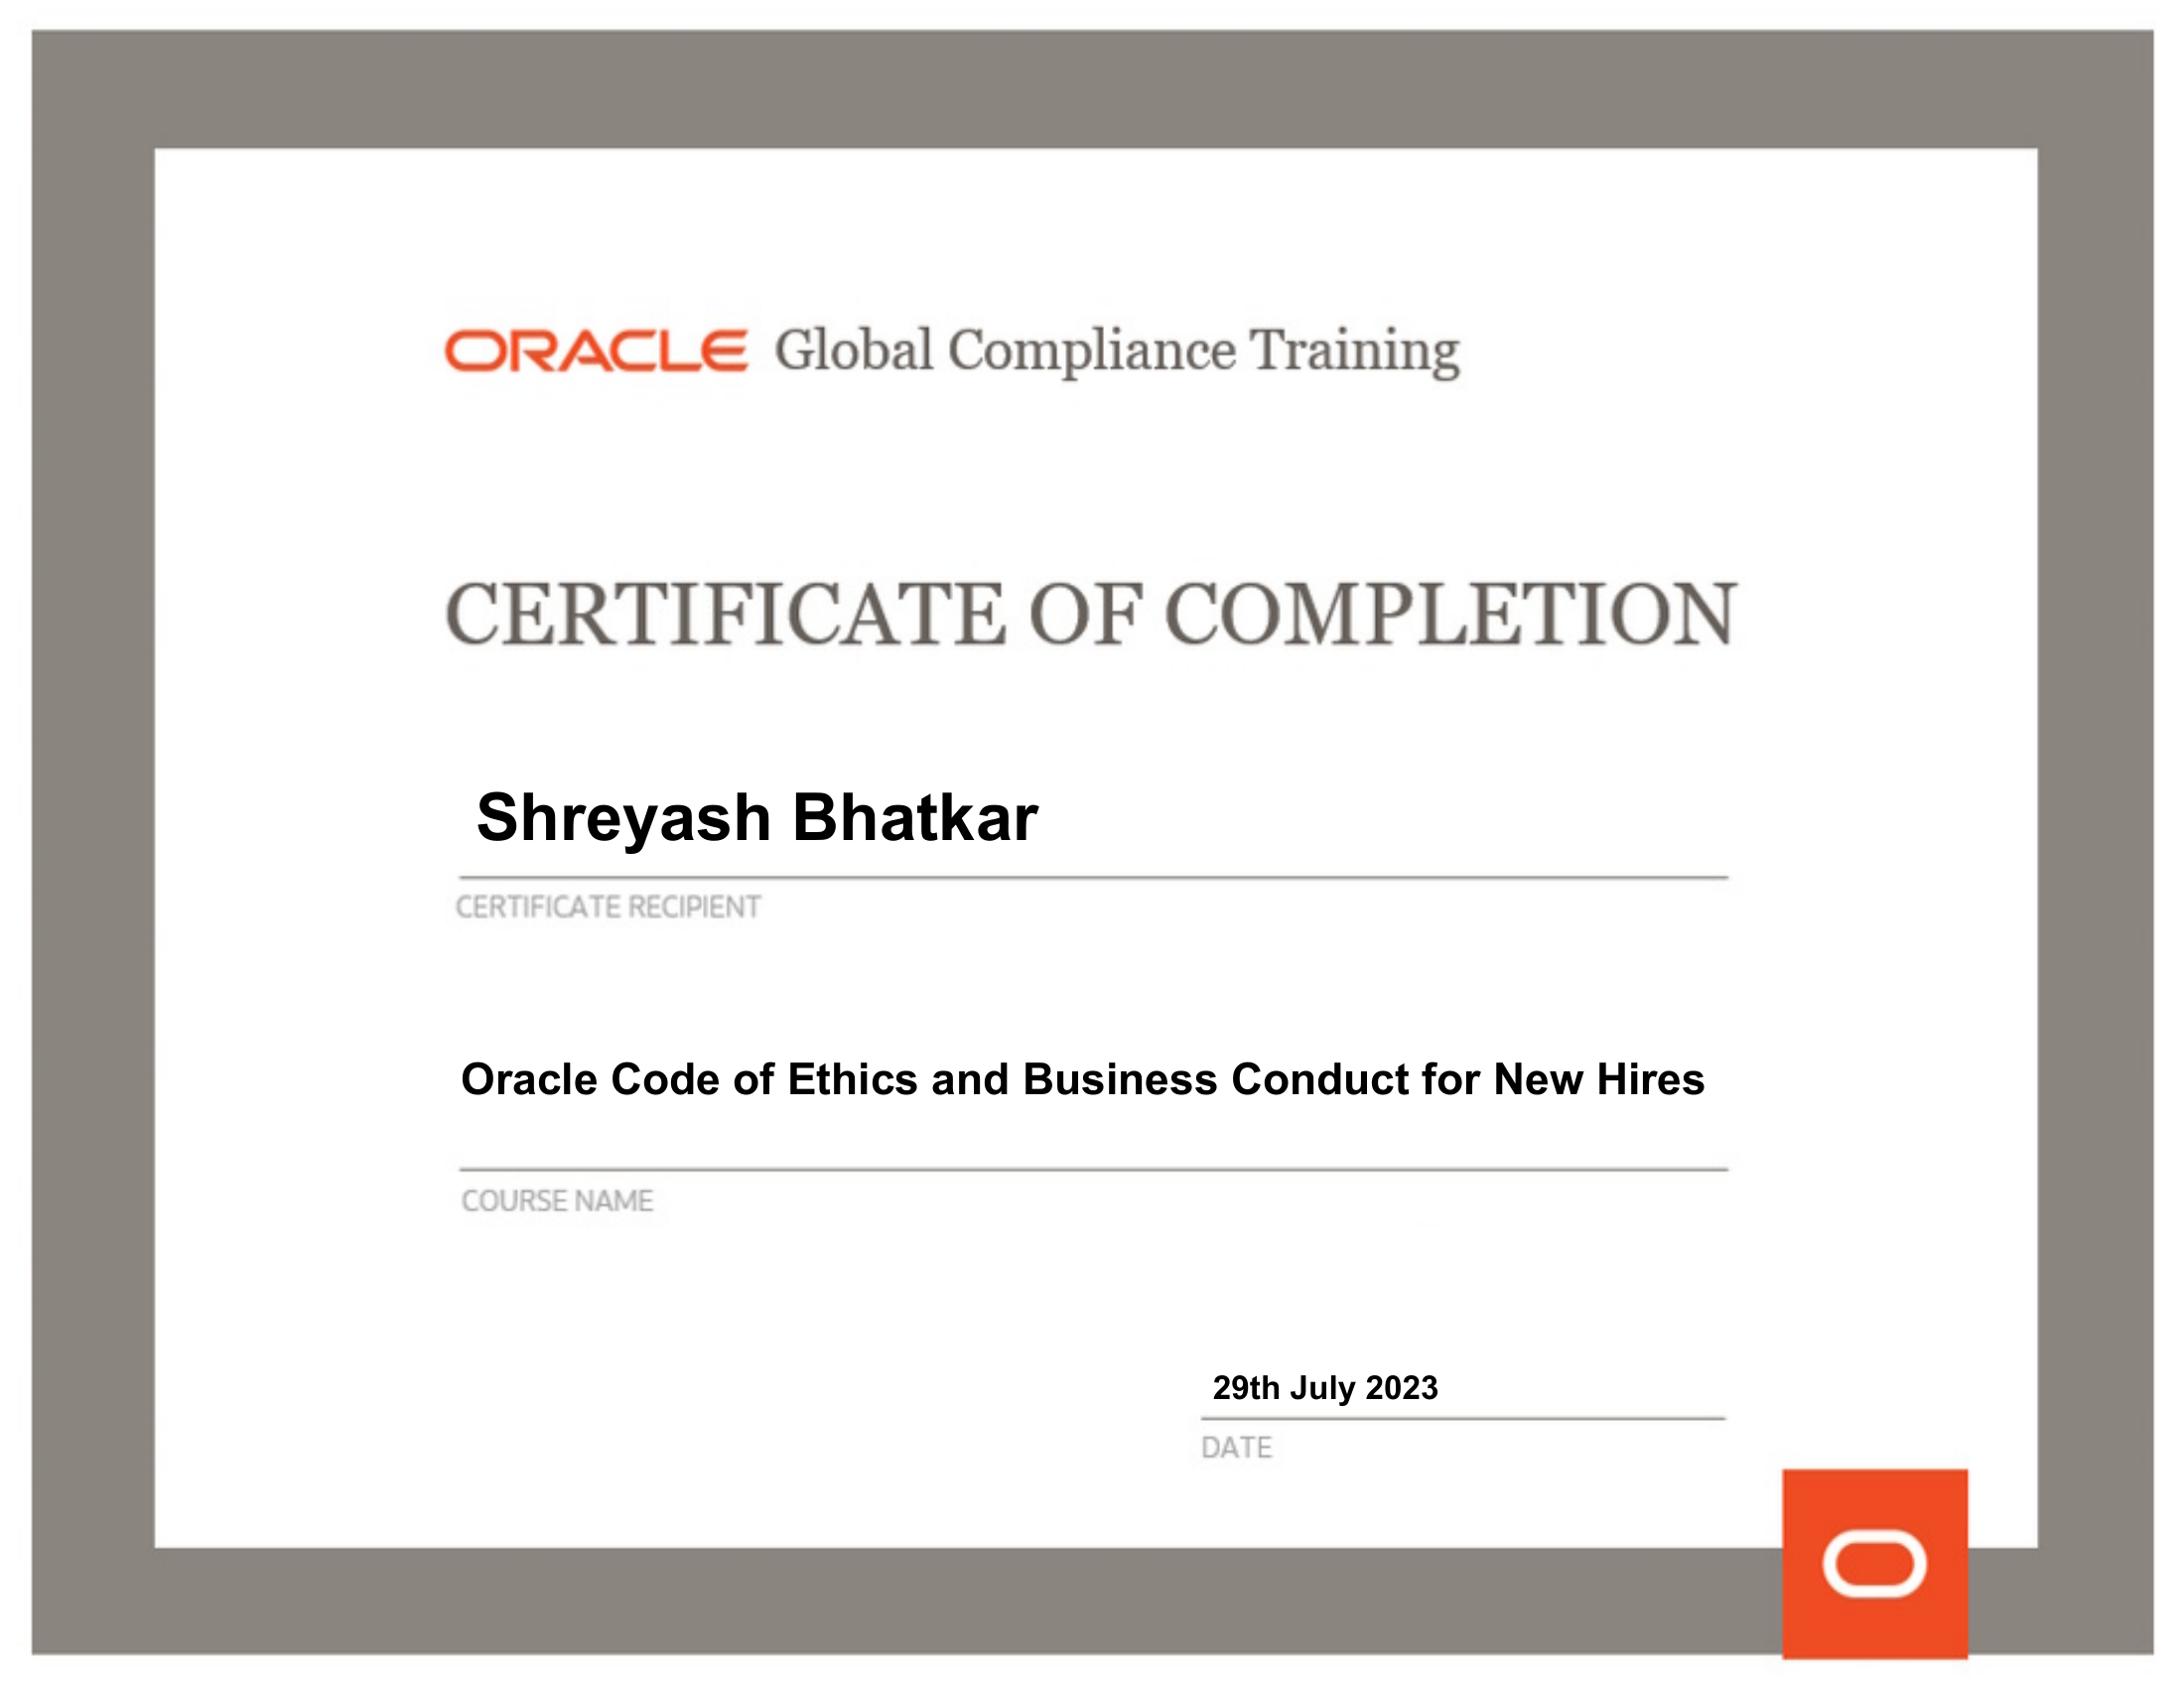 ORACLE Global Compliance Training
CERTIFICATE OF COMPLETION
Shreyash Bhatkar
CERTIFICATE RECIPIENT
Oracle Code of Ethics and Business Conduct for New Hires
COURSE NAME
29th July 2023
DATE